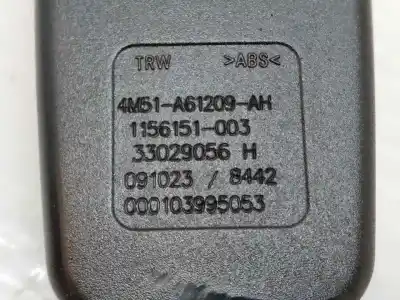 TRW >ABS<
4M51-A61209-AH
1156151-003
33029056 H
091023 / 8442
000103995053